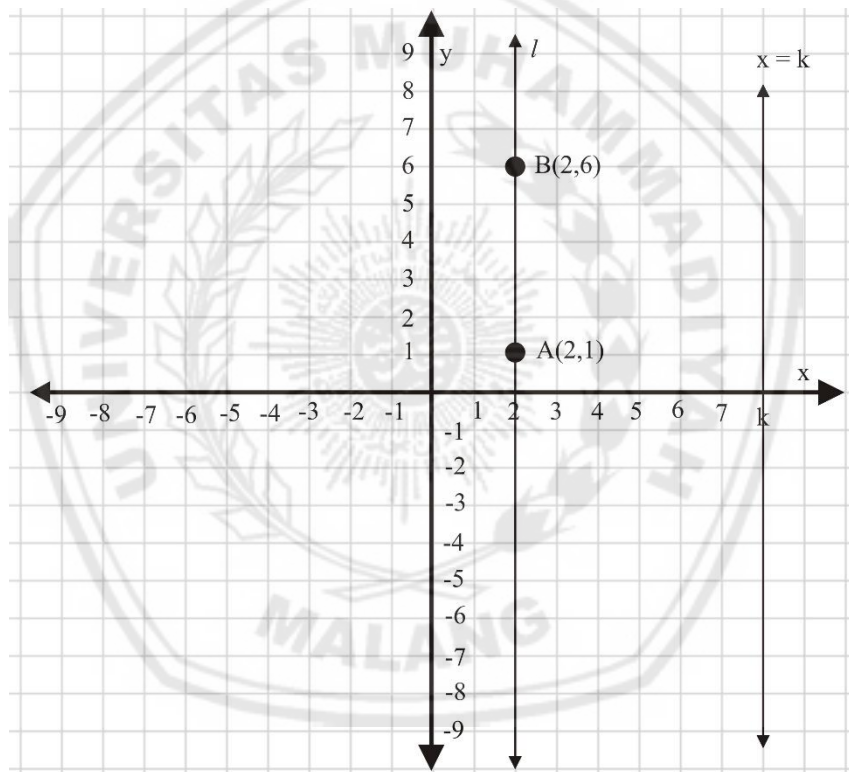 UNIVERSITAS MUHAMMADIYAH
MALANG
y
l
x = k
9
8
7
6
B(2,6)
5
4
3
2
1
A(2,1)
x
-9 -8 -7 -6 -5 -4 -3 -2 -1 1 2 3 4 5 6 7 k
-1
-2
-3
-4
-5
-6
-7
-8
-9